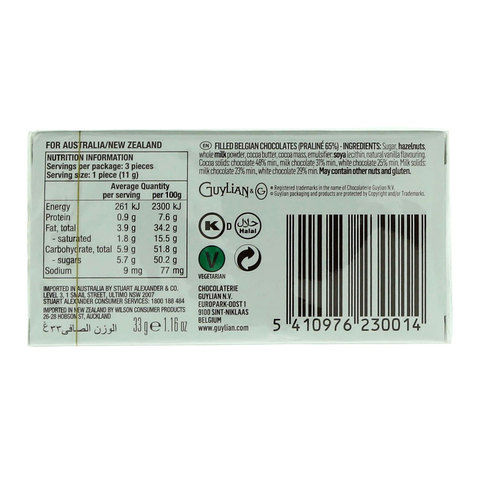 FOR AUSTRALIA/NEW ZEALAND
NUTRITION INFORMATION
Servings per package: 3 pieces
Serving size: 1 piece (11 g)
Average Quantity
per serving per 100g
Energy 261 kJ 2300 kJ
Protein 0.9 g 7.6 g
Fat, total 3.9 g 34.2 g
- saturated 1.8 g 15.5 g
Carbohydrate, total 5.9 g 51.8 g
- sugars 5.7 g 50.2 g
Sodium 9 mg 77 mg
IMPORTED IN AUSTRALIA BY STUART ALEXANDER & CO.
LEVEL 3, 1 SMAIL STREET, ULTIMO NSW 2007
STUART ALEXANDER CONSUMER SERVICES: 1800 188 484
IMPORTED IN NEW ZEALAND BY WILSON CONSUMER PRODUCTS
26-28 HOBSON ST, AUCKLAND
الوزن الصافي ٣٣ غ
33 g e 1.16 oz
EN FILLED BELGIAN CHOCOLATES (PRALINÉ 65%) - INGREDIENTS: Sugar, hazelnuts,
whole milk powder, cocoa butter, cocoa mass, emulsifier: soya lecithin, natural vanilla flavouring.
Cocoa solids: chocolate 48% min., milk chocolate 31% min., white chocolate 25% min., Milk solids:
milk chocolate 23% min., white chocolate 29% min. May contain other nuts and gluten.
GUYLIAN & G
® Registered trademarks in the name of Chocolaterie Guylian N.V.
® Guylian packaging and products are protected by copyright and trademarks.
K D
حلال
Halal
V
VEGETARIAN
CHOCOLATERIE
GUYLIAN N.V.
EUROPARK-OOST 1
9100 SINT-NIKLAAS
BELGIUM
www.guylian.com
5 410976 230014